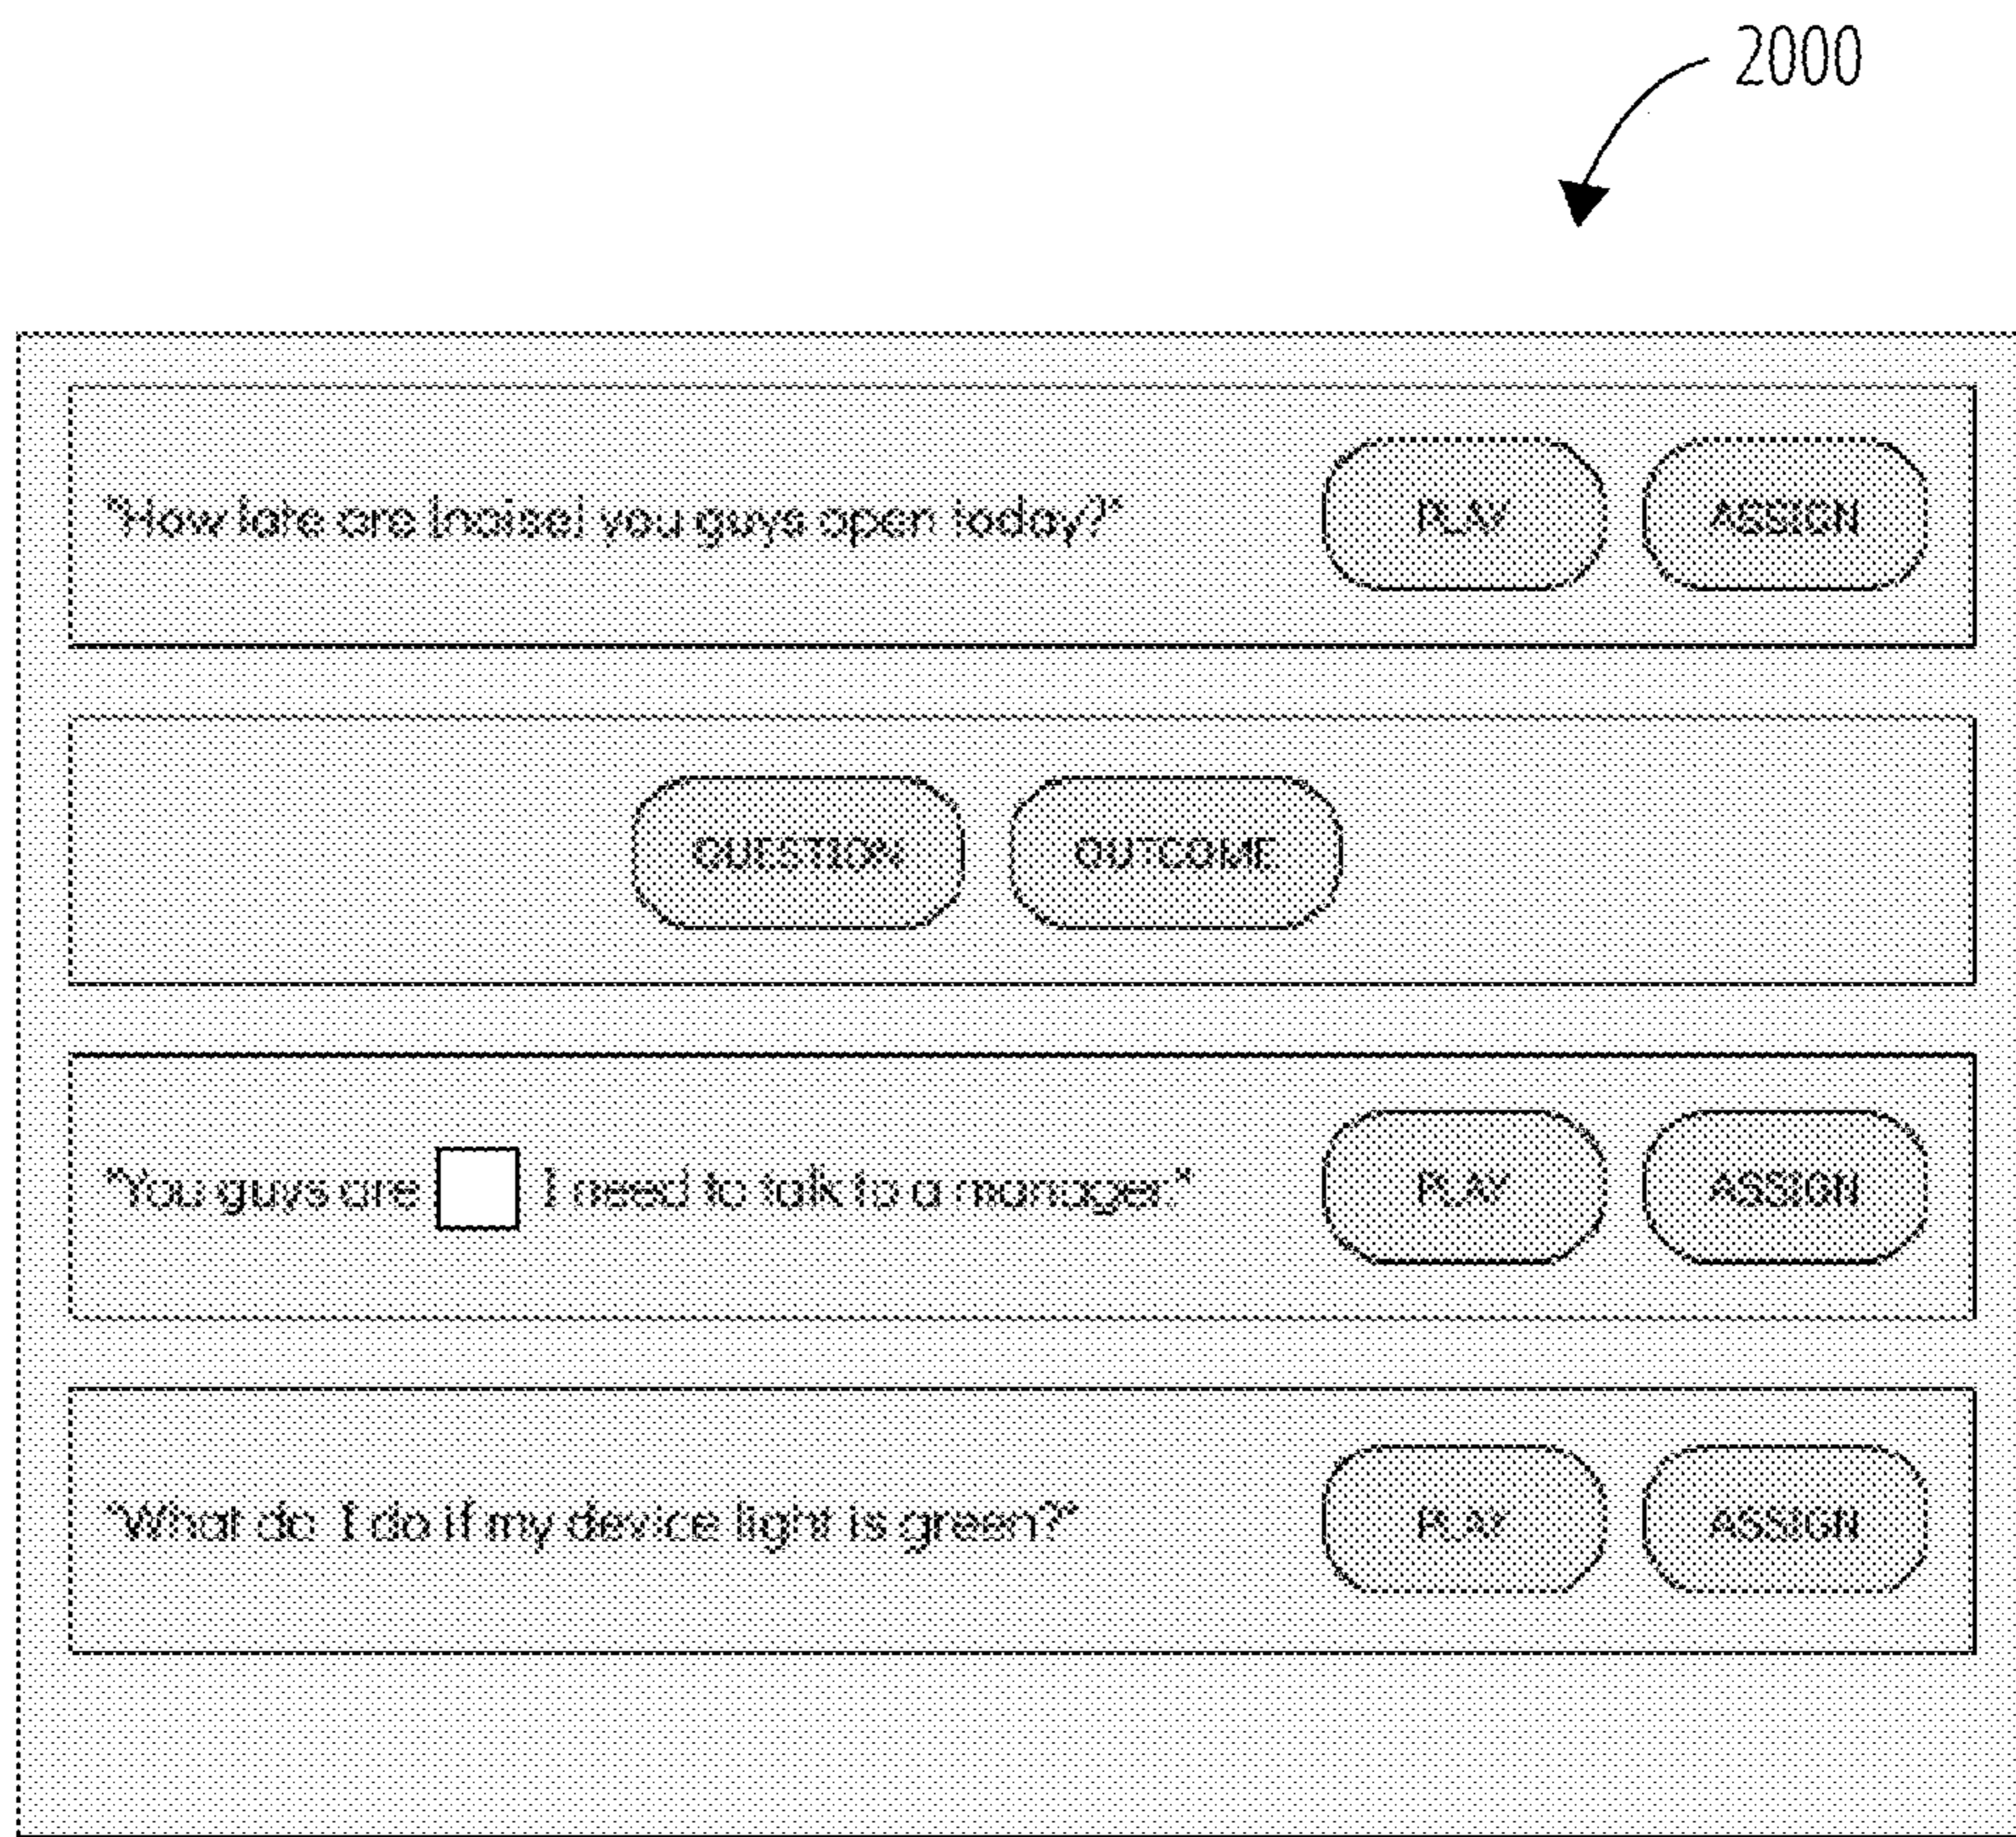 2000
"How late are [noise] you guys open today?" PLAY ASSIGN
QUESTION OUTCOME
"You guys are I need to talk to a manager." PLAY ASSIGN
"What do I do if my device light is green?" PLAY ASSIGN